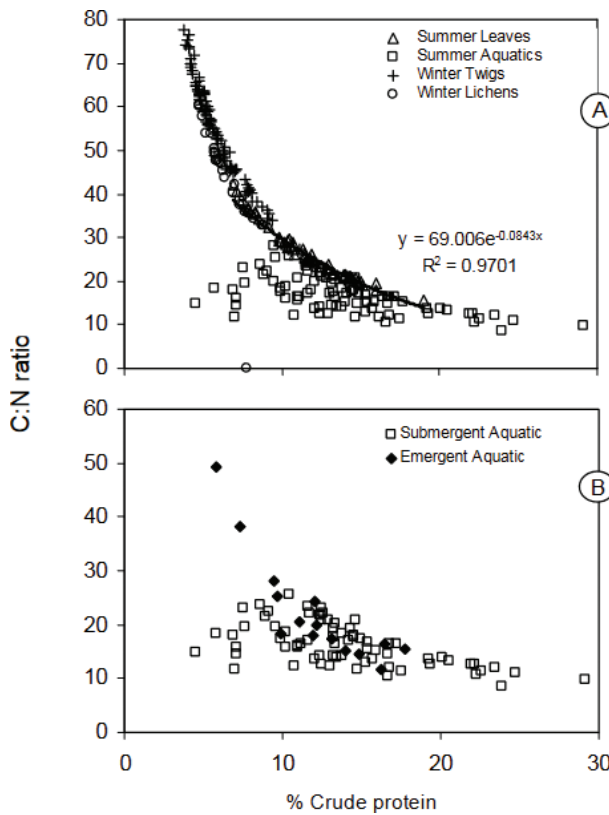 80
70
60
50
40
30
20
10
0
Summer Leaves
Summer Aquatics
Winter Twigs
Winter Lichens
A
y = 69.006e^-0.0843x
R² = 0.9701
C:N ratio
60
50
40
30
20
10
0
Submergent Aquatic
Emergent Aquatic
B
0 10 20 30
% Crude protein